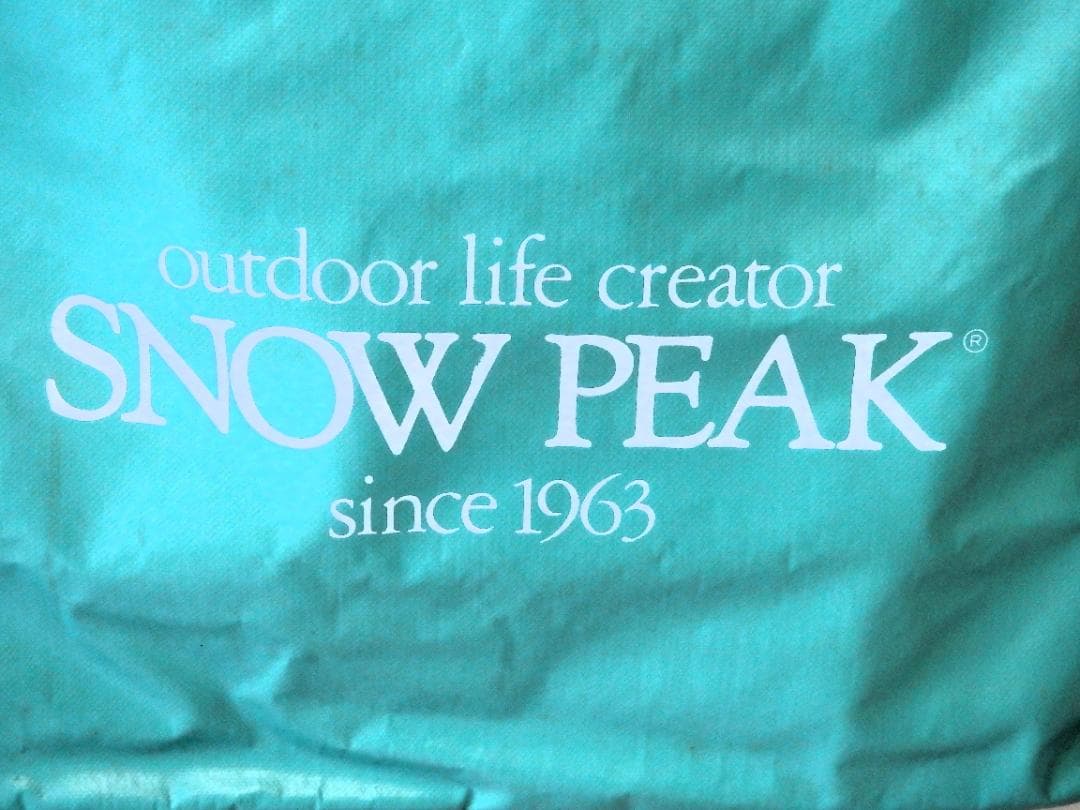 outdoor life creator
SNOW PEAK®
since 1963